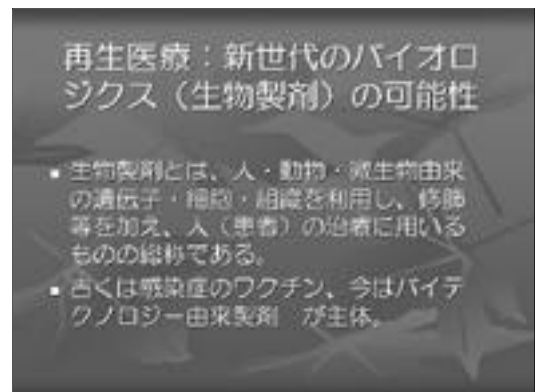 再生医療：新世代のバイオロ
ジクス（生物製剤）の可能性
▪ 生物製剤とは、人・動物・微生物由来
の遺伝子・細胞・組織を利用し、修飾
等を加え、人（患者）の治療に用いる
ものの総称である。
▪ 古くは感染症のワクチン、今はバイテ
クノロジー由来製剤　が主体。